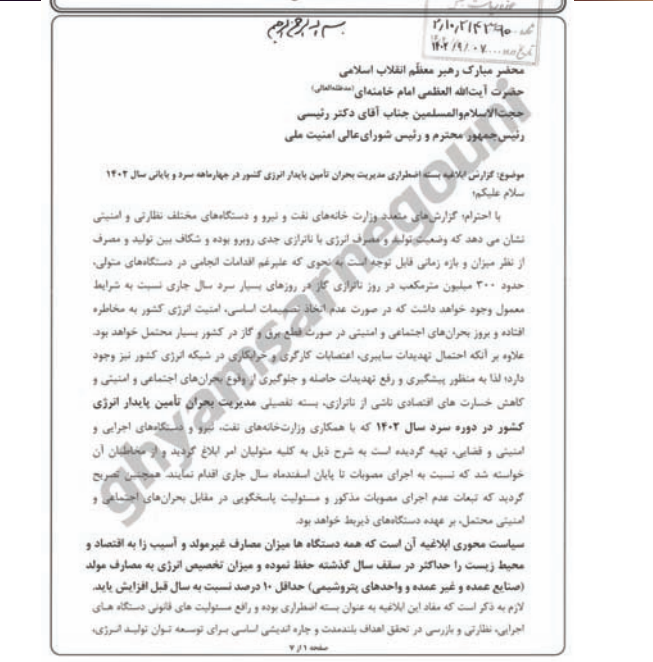 بسمه تعالی
۲/۱۰/۲۱۴۳۹۰
۱۴۰۲/۹/۰۷
محضر مبارک رهبر معظّم انقلاب اسلامی
حضرت آیت‌الله العظمی امام خامنه‌ای (مدظله‌العالی)
حجت‌الاسلام‌والمسلمین جناب آقای دکتر رئیسی
رئیس‌جمهور محترم و رئیس شورای‌عالی امنیت ملی
موضوع: گزارش ابلاغیه بسته اضطراری مدیریت بحران تأمین پایدار انرژی کشور در چهارماهه سرد و پایانی سال ۱۴۰۲
سلام علیکم؛
با احترام؛ گزارش‌های متعدد وزارت خانه‌های نفت و نیرو و دستگاه‌های مختلف نظارتی و امنیتی
نشان می دهد که وضعیت تولید و مصرف انرژی با ناترازی جدی روبرو بوده و شکاف بین تولید و مصرف
از نظر میزان و بازه زمانی قابل توجه است به نحوی که علیرغم اقدامات انجامی در دستگاه‌های متولی،
حدود ۳۰۰ میلیون مترمکعب در روز ناترازی گاز در روزهای بسیار سرد سال جاری نسبت به شرایط
معمول وجود خواهد داشت که در صورت عدم اتخاذ تصمیمات اساسی، امنیت انرژی کشور به مخاطره
افتاده و بروز بحران‌های اجتماعی و امنیتی در صورت قطع برق و گاز در کشور بسیار محتمل خواهد بود.
علاوه بر آنکه احتمال تهدیدات سایبری، اعتصابات کارگری و خرابکاری در شبکه انرژی کشور نیز وجود
دارد؛ لذا به منظور پیشگیری و رفع تهدیدات حاصله و جلوگیری از وقوع بحران‌های اجتماعی و امنیتی و
کاهش خسارت های اقتصادی ناشی از ناترازی، بسته تفصیلی مدیریت بحران تأمین پایدار انرژی
کشور در دوره سرد سال ۱۴۰۲ که با همکاری وزارت‌خانه‌های نفت، نیرو و دستگاه‌های اجرایی و
امنیتی و قضایی، تهیه گردیده است به شرح ذیل به کلیه متولیان امر ابلاغ گردید و از مخاطبان آن
خواسته شد که نسبت به اجرای مصوبات تا پایان اسفندماه سال جاری اقدام نمایند. همچنین تصریح
گردید که تبعات عدم اجرای مصوبات مذکور و مسئولیت پاسخگویی در مقابل بحران‌های اجتماعی و
امنیتی محتمل، بر عهده دستگاه‌های ذیربط خواهد بود.
سیاست محوری ابلاغیه آن است که همه دستگاه ها میزان مصارف غیرمولد و آسیب زا به اقتصاد و
محیط زیست را حداکثر در سقف سال گذشته حفظ نموده و میزان تخصیص انرژی به مصارف مولد
(صنایع عمده و غیر عمده و واحدهای پتروشیمی) حداقل ۱۰ درصد نسبت به سال قبل افزایش یابد.
لازم به ذکر است که مفاد این ابلاغیه به عنوان بسته اضطراری بوده و رافع مسئولیت های قانونی دستگاه های
اجرایی، نظارتی و بازرسی در تحقق اهداف بلندمدت و چاره اندیشی اساسی برای توسعه توان تولید انرژی،
صفحه ۱ از ۷
ghyamsarnegouni